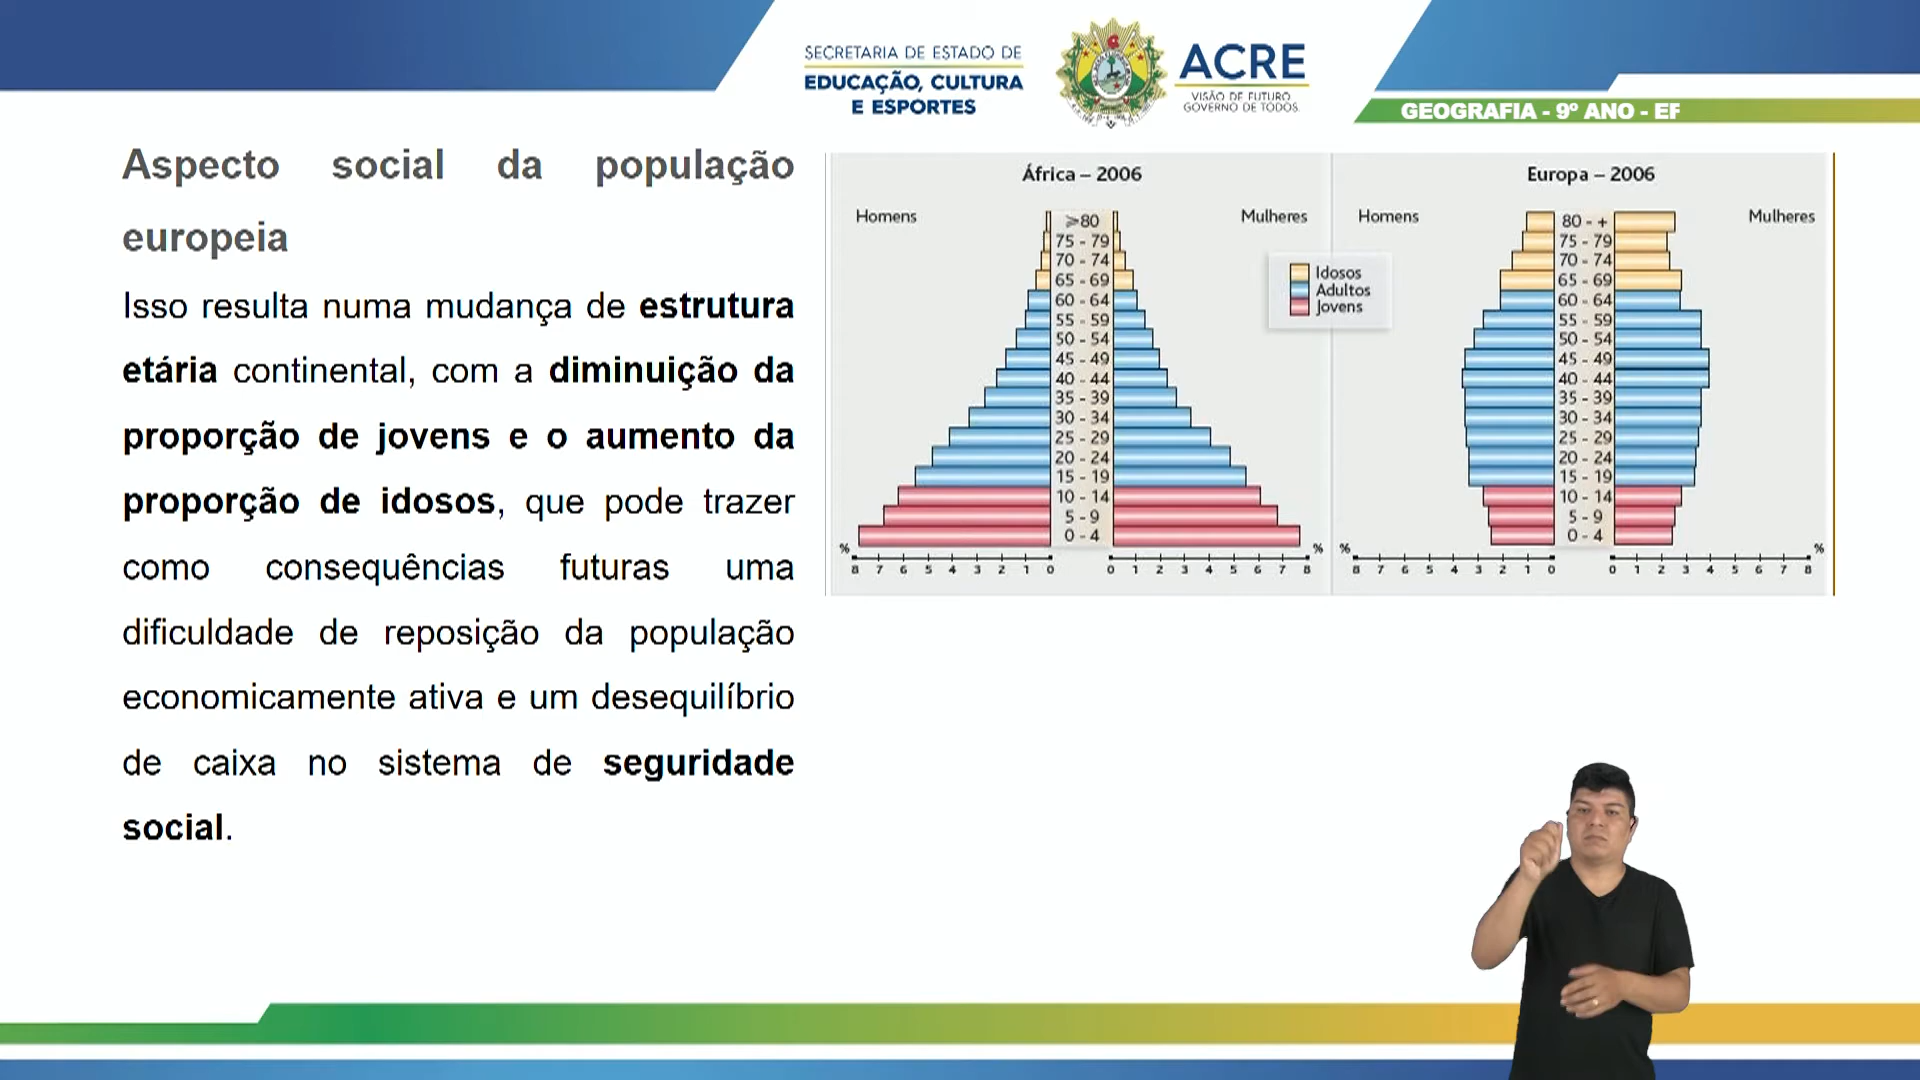 SECRETARIA DE ESTADO DE
EDUCAÇÃO, CULTURA
E ESPORTES
ACRE
VISÃO DE FUTURO
GOVERNO DE TODOS
GEOGRAFIA - 9º ANO - EF
Aspecto social da população
europeia
Isso resulta numa mudança de estrutura
etária continental, com a diminuição da
proporção de jovens e o aumento da
proporção de idosos, que pode trazer
como consequências futuras uma
dificuldade de reposição da população
economicamente ativa e um desequilíbrio
de caixa no sistema de seguridade
social.
África – 2006
Homens
Mulheres
⩾80
75 - 79
70 - 74
65 - 69
60 - 64
55 - 59
50 - 54
45 - 49
40 - 44
35 - 39
30 - 34
25 - 29
20 - 24
15 - 19
10 - 14
5 - 9
0 - 4
% %
8 7 6 5 4 3 2 1 0 0 1 2 3 4 5 6 7 8
Idosos
Adultos
Jovens
Europa – 2006
Homens
Mulheres
80 - +
75 - 79
70 - 74
65 - 69
60 - 64
55 - 59
50 - 54
45 - 49
40 - 44
35 - 39
30 - 34
25 - 29
20 - 24
15 - 19
10 - 14
5 - 9
0 - 4
% %
8 7 6 5 4 3 2 1 0 0 1 2 3 4 5 6 7 8